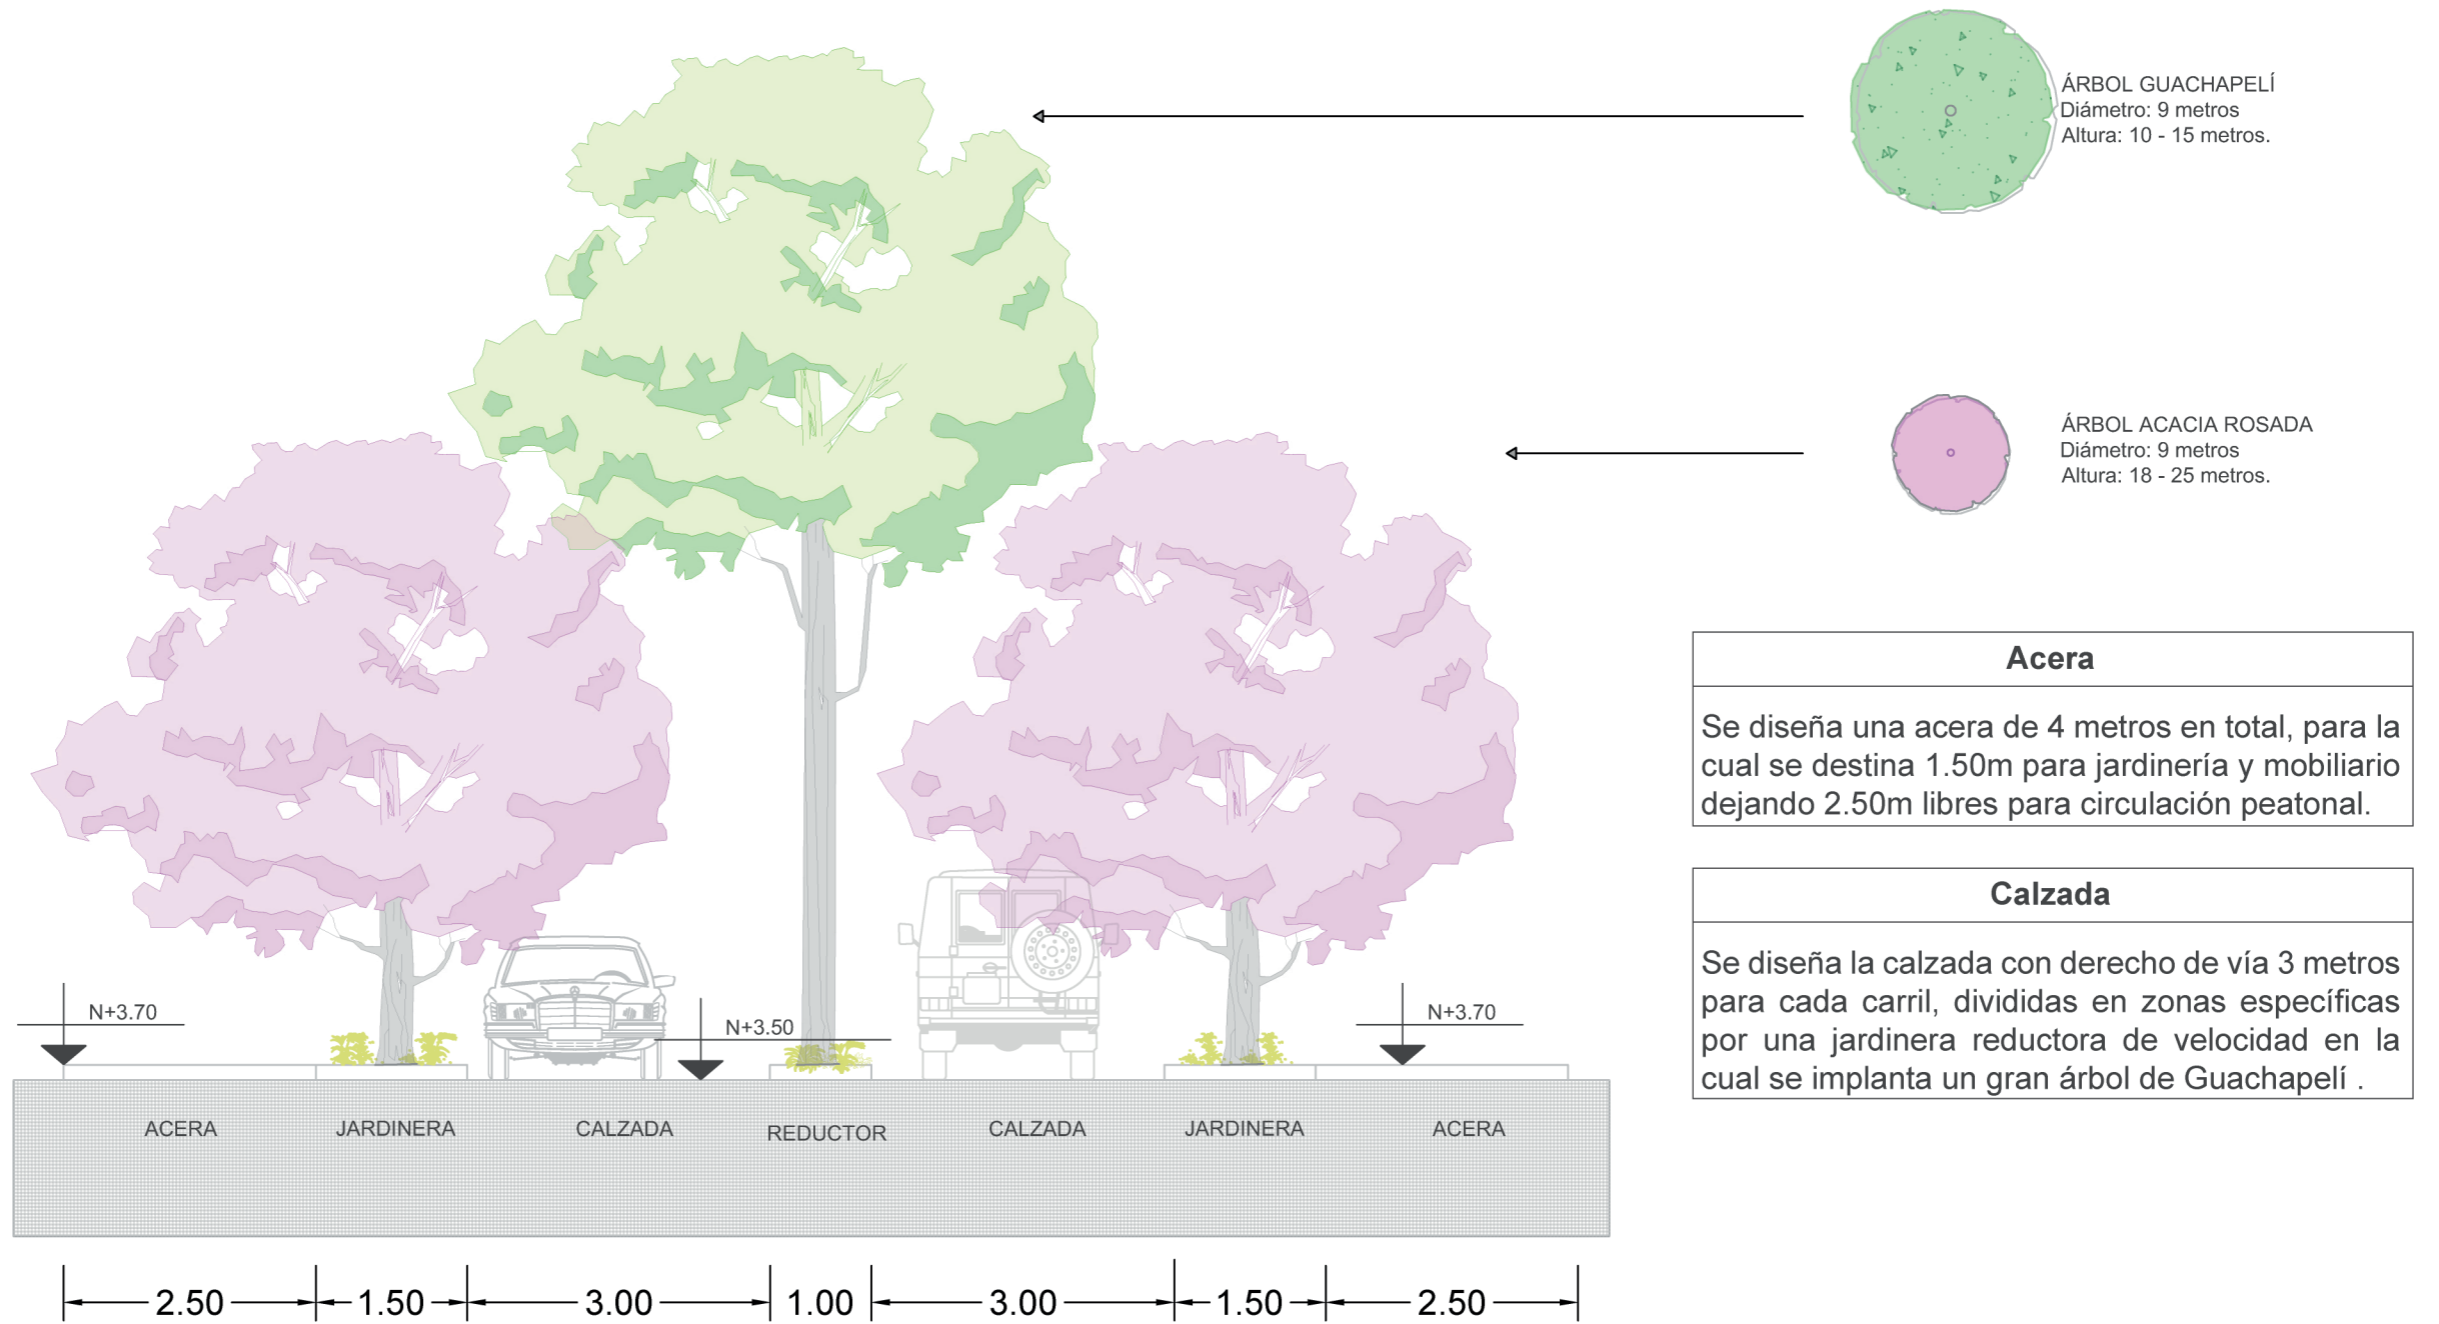 ÁRBOL GUACHAPELÍ
Diámetro: 9 metros
Altura: 10 - 15 metros.
ÁRBOL ACACIA ROSADA
Diámetro: 9 metros
Altura: 18 - 25 metros.
Acera
Se diseña una acera de 4 metros en total, para la
cual se destina 1.50m para jardinería y mobiliario
dejando 2.50m libres para circulación peatonal.
Calzada
Se diseña la calzada con derecho de vía 3 metros
para cada carril, divididas en zonas específicas
por una jardinera reductora de velocidad en la
cual se implanta un gran árbol de Guachapelí .
N+3.70
N+3.50
N+3.70
ACERA
JARDINERA
CALZADA
REDUCTOR
CALZADA
JARDINERA
ACERA
2.50
1.50
3.00
1.00
3.00
1.50
2.50